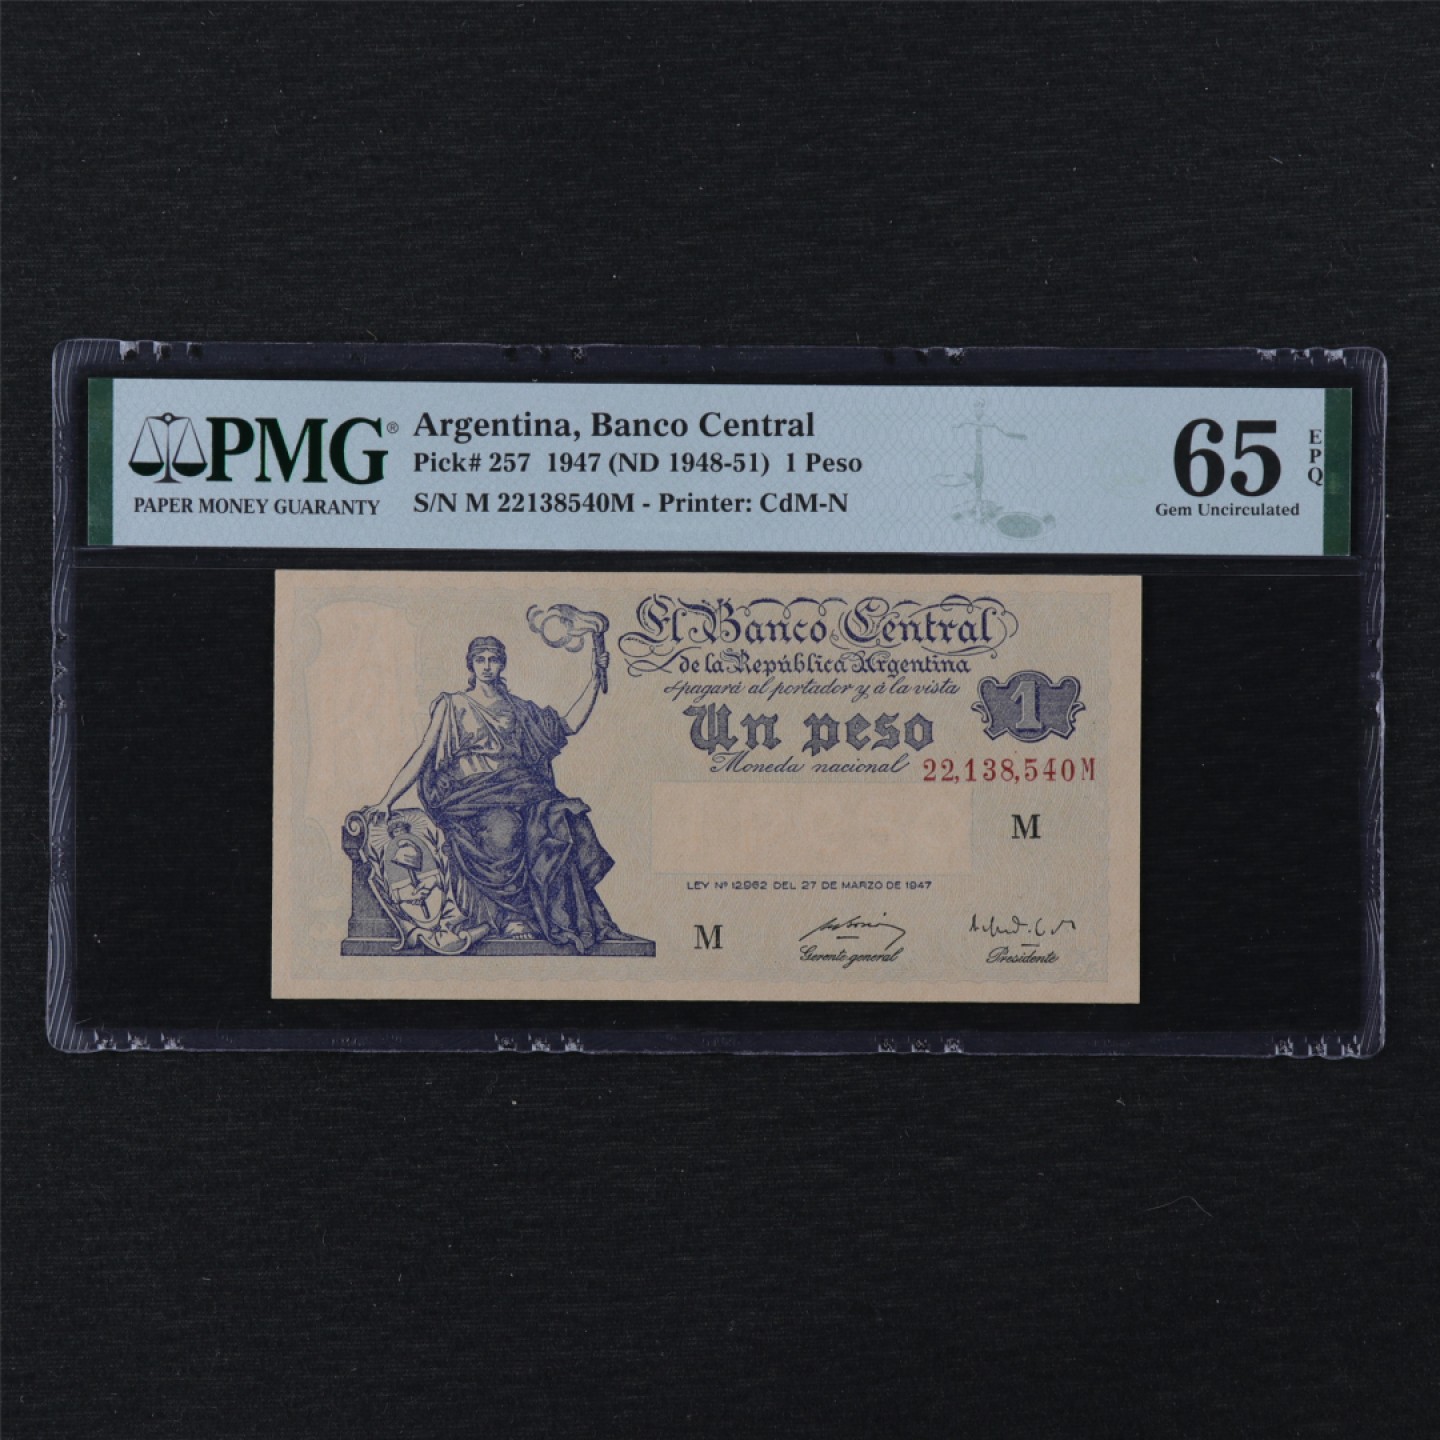 PMG®
PAPER MONEY GUARANTY
Argentina, Banco Central
Pick# 257 1947 (ND 1948-51) 1 Peso
S/N M 22138540M - Printer: CdM-N
65
EPQ
Gem Uncirculated
El Banco Central
de la República Argentina
pagará al portador y á la vista
1
Un peso
Moneda nacional
22,138,540M
M
LEY Nº 12.962 DEL 27 DE MARZO DE 1947
M
Gerente general
Presidente